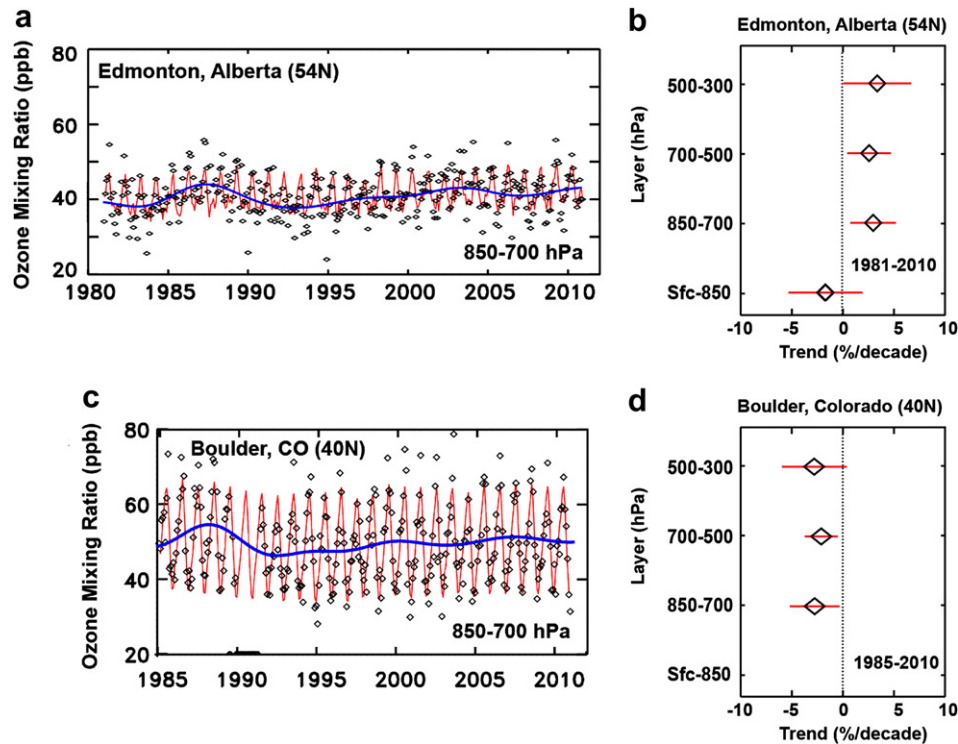 a
Edmonton, Alberta (54N)
Ozone Mixing Ratio (ppb)
80
60
40
20
850-700 hPa
1980 1985 1990 1995 2000 2005 2010
b
Edmonton, Alberta (54N)
Layer (hPa)
500-300
700-500
850-700
Sfc-850
1981-2010
-10 -5 0 5 10
Trend (%/decade)
c
Boulder, CO (40N)
Ozone Mixing Ratio (ppb)
80
60
40
20
850-700 hPa
1985 1990 1995 2000 2005 2010
d
Boulder, Colorado (40N)
Layer (hPa)
500-300
700-500
850-700
Sfc-850
1985-2010
-10 -5 0 5 10
Trend (%/decade)